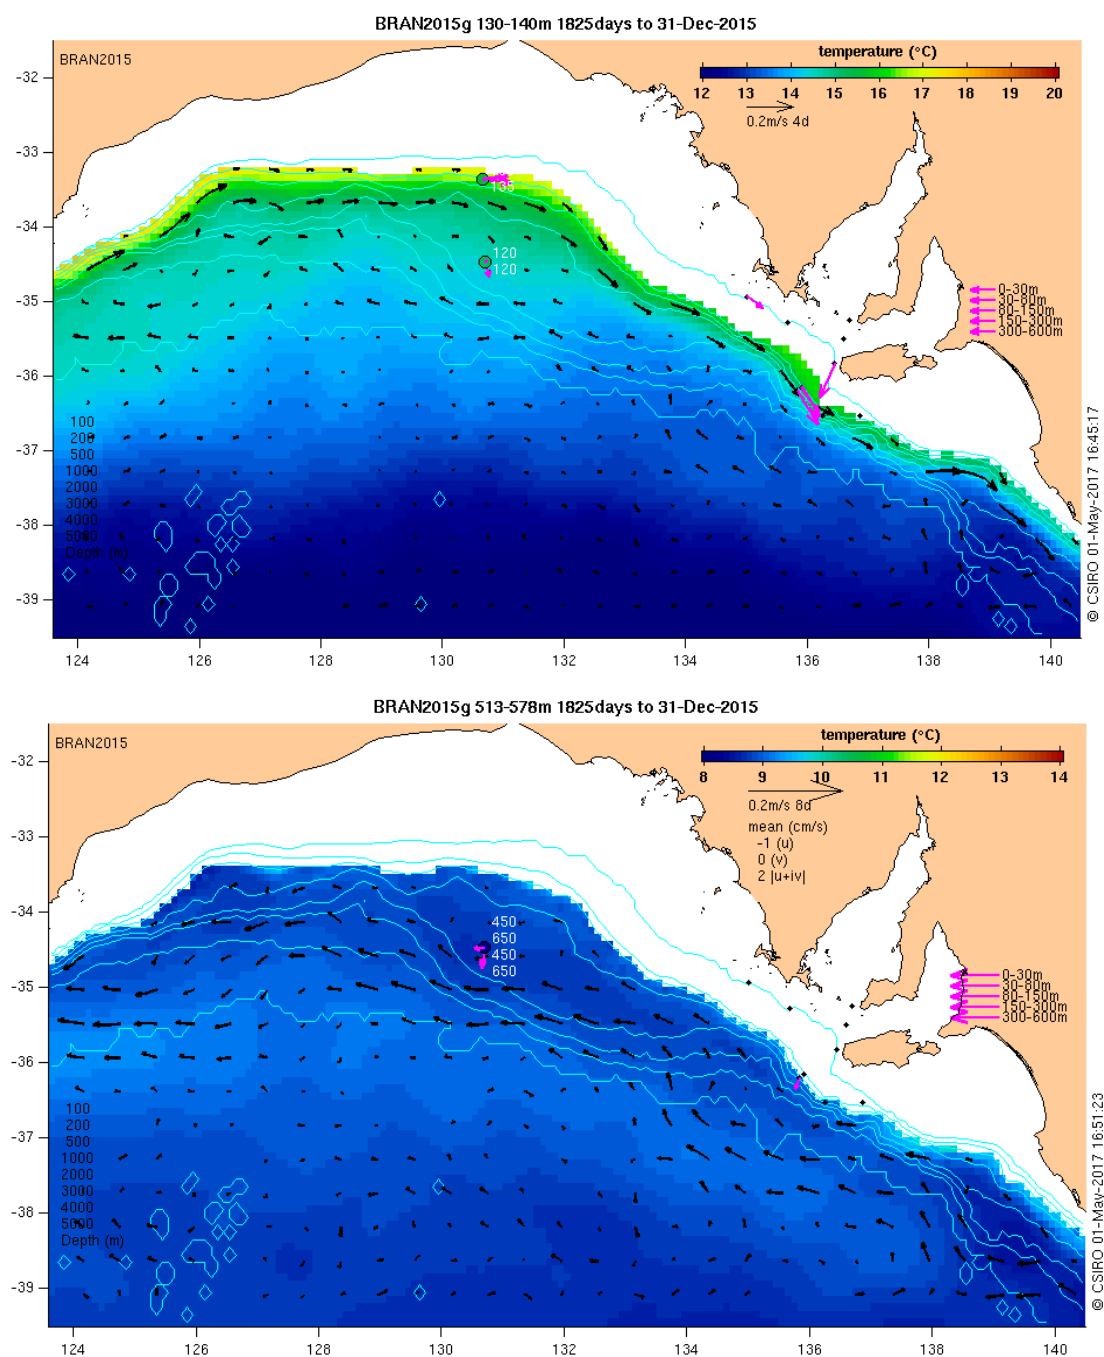 BRAN2015g 130-140m 1825days to 31-Dec-2015
BRAN2015
temperature (°C)
12 13 14 15 16 17 18 19 20
0.2m/s 4d
-32
-33
-34
-35
-36
-37
-38
-39
135
120
120
0-30m
30-80m
80-150m
150-300m
300-600m
100
200
500
1000
2000
3000
4000
5000
Depth (m)
124 126 128 130 132 134 136 138 140
© CSIRO 01-May-2017 16:45:17
BRAN2015g 513-578m 1825days to 31-Dec-2015
BRAN2015
temperature (°C)
8 9 10 11 12 13 14
0.2m/s 8d
mean (cm/s)
-1 (u)
0 (v)
2 |u+iv|
-32
-33
-34
-35
-36
-37
-38
-39
450
650
450
650
0-30m
30-80m
80-150m
150-300m
300-600m
100
200
500
1000
2000
3000
4000
5000
Depth (m)
124 126 128 130 132 134 136 138 140
© CSIRO 01-May-2017 16:51:23